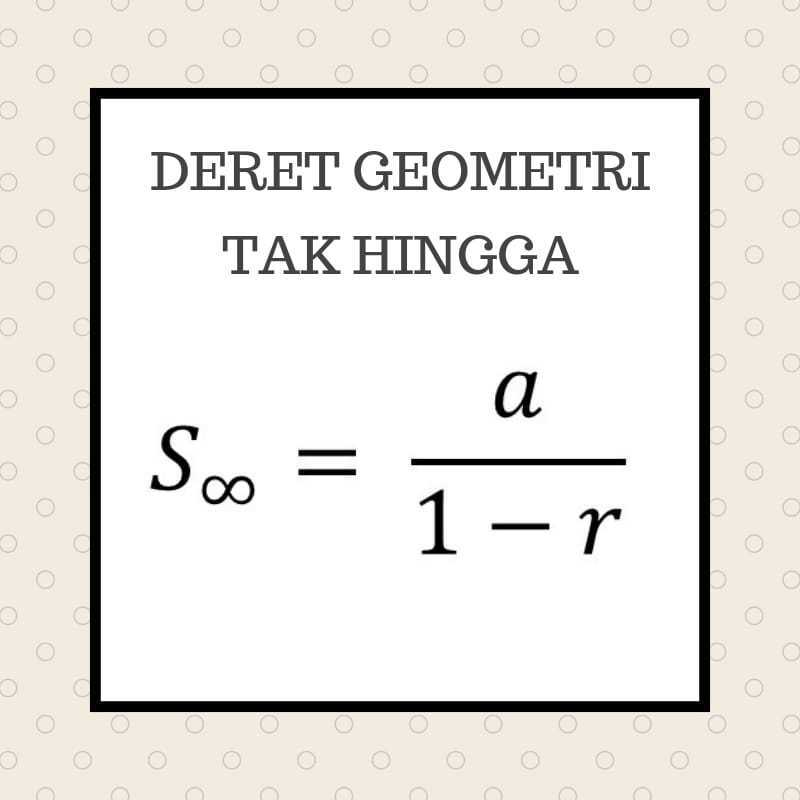 DERET GEOMETRI
TAK HINGGA
S∞ = a / (1 − r)